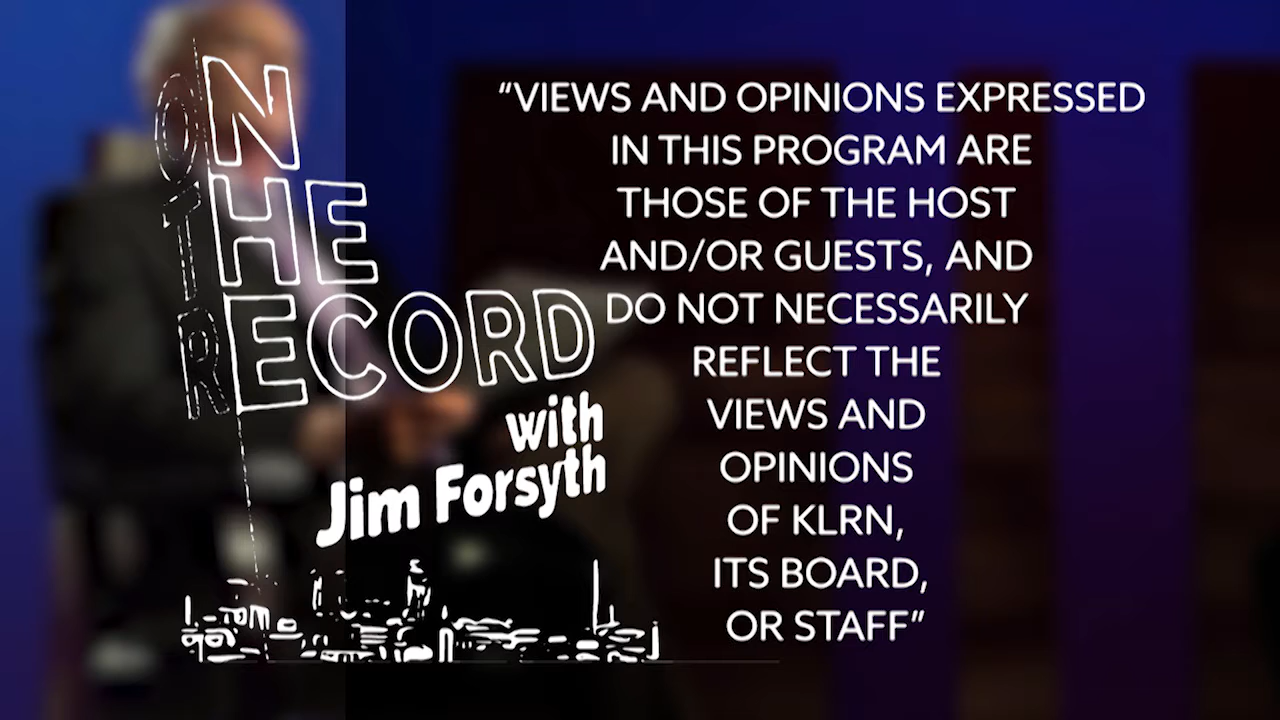 ON
THE
RECORD
with
Jim Forsyth
“VIEWS AND OPINIONS EXPRESSED
IN THIS PROGRAM ARE
THOSE OF THE HOST
AND/OR GUESTS, AND
DO NOT NECESSARILY
REFLECT THE
VIEWS AND
OPINIONS
OF KLRN,
ITS BOARD,
OR STAFF”